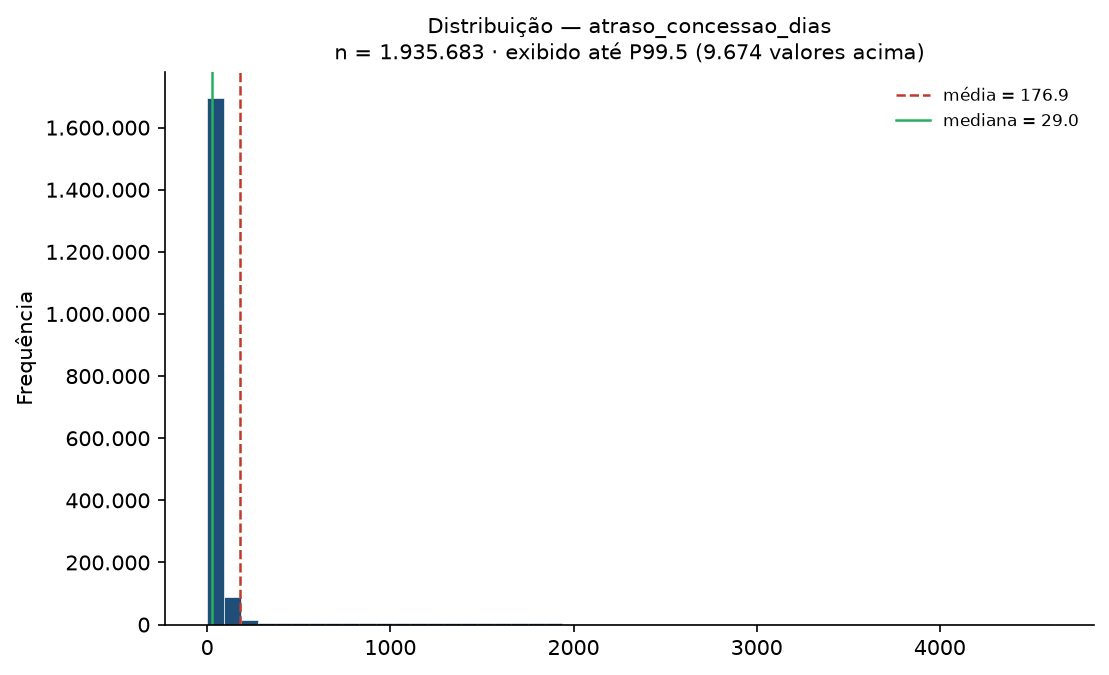 Distribuição — atraso_concessao_dias
n = 1.935.683 · exibido até P99.5 (9.674 valores acima)
média = 176.9
mediana = 29.0
Frequência
1.600.000
1.400.000
1.200.000
1.000.000
800.000
600.000
400.000
200.000
0
0 1000 2000 3000 4000